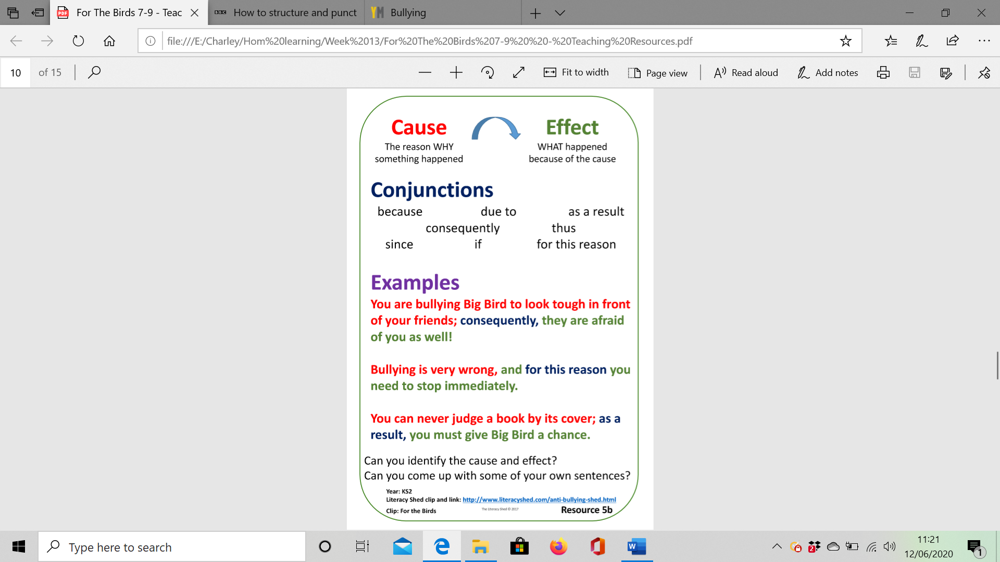 For The Birds 7-9 - Teac
BBC How to structure and punct
YM Bullying
file:///E:/Charley/Hom%20learning/Week%2013/For%20The%20Birds%207-9%20%20-%20Teaching%20Resources.pdf
10 of 15
Fit to width
Page view
Read aloud
Add notes
Cause
Effect
The reason WHY
something happened
WHAT happened
because of the cause
Conjunctions
because due to as a result
consequently thus
since if for this reason
Examples
You are bullying Big Bird to look tough in front
of your friends; consequently, they are afraid
of you as well!
Bullying is very wrong, and for this reason you
need to stop immediately.
You can never judge a book by its cover; as a
result, you must give Big Bird a chance.
Can you identify the cause and effect?
Can you come up with some of your own sentences?
Year: KS2
Literacy Shed clip and link: http://www.literacyshed.com/anti-bullying-shed.html
Clip: For the Birds
The Literacy Shed © 2017
Resource 5b
Type here to search
11:21
12/06/2020